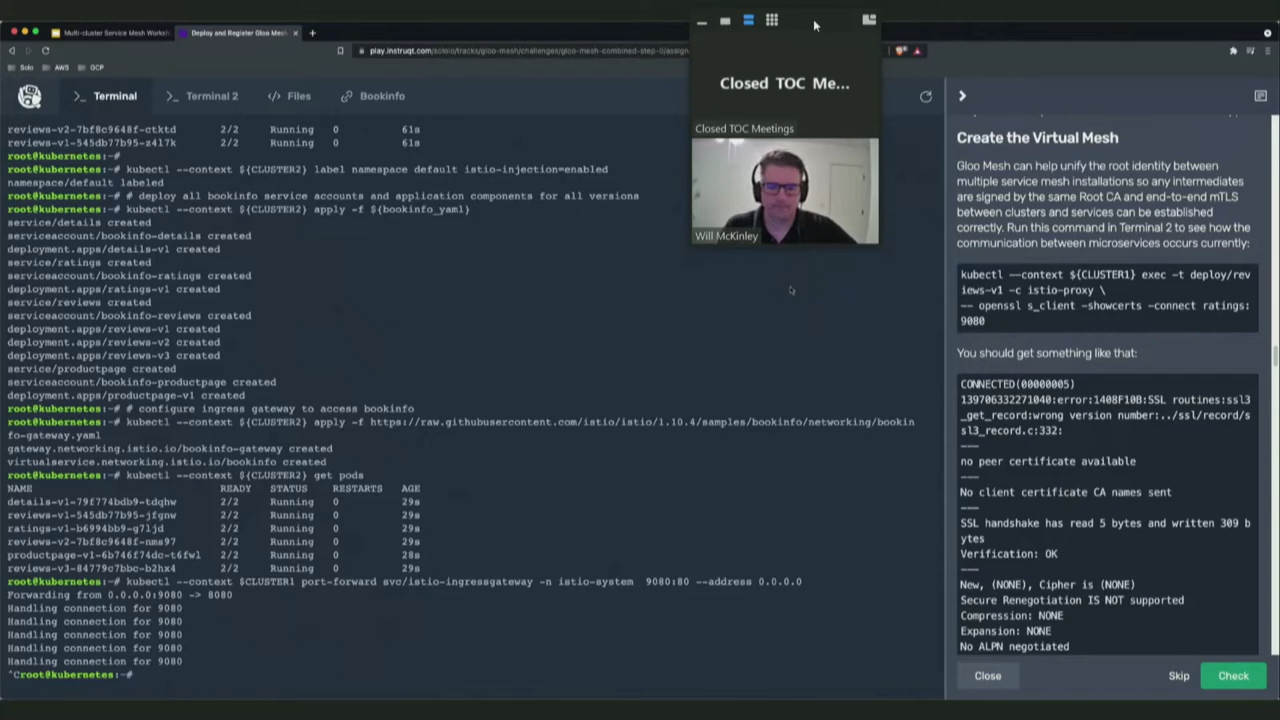 Closed TOC Me...
Closed TOC Meetings
Will McKinley
Multi-cluster Service Mesh Worksh
Deploy and Register Gloo Mesh
play.instruqt.com/soloio/tracks/gloo-mesh/challenges/gloo-mesh-combined-step-0/assign
Solo AWS GCP
>_ Terminal >_ Terminal 2 </> Files Bookinfo
reviews-v2-7bf8c9648f-ctktd 2/2 Running 0 61s
reviews-v1-545db77b95-z4l7k 2/2 Running 0 61s
root@kubernetes:~#
root@kubernetes:~# kubectl --context ${CLUSTER2} label namespace default istio-injection=enabled
namespace/default labeled
root@kubernetes:~# # deploy all bookinfo service accounts and application components for all versions
root@kubernetes:~# kubectl --context ${CLUSTER2} apply -f ${bookinfo_yaml}
service/details created
serviceaccount/bookinfo-details created
deployment.apps/details-v1 created
service/ratings created
serviceaccount/bookinfo-ratings created
deployment.apps/ratings-v1 created
service/reviews created
serviceaccount/bookinfo-reviews created
deployment.apps/reviews-v1 created
deployment.apps/reviews-v2 created
deployment.apps/reviews-v3 created
service/productpage created
serviceaccount/bookinfo-productpage created
deployment.apps/productpage-v1 created
root@kubernetes:~# # configure ingress gateway to access bookinfo
root@kubernetes:~# kubectl --context ${CLUSTER2} apply -f https://raw.githubusercontent.com/istio/istio/1.10.4/samples/bookinfo/networking/bookin
fo-gateway.yaml
gateway.networking.istio.io/bookinfo-gateway created
virtualservice.networking.istio.io/bookinfo created
root@kubernetes:~# kubectl --context ${CLUSTER2} get pods
NAME READY STATUS RESTARTS AGE
details-v1-79f774bdb9-tdqhw 2/2 Running 0 29s
reviews-v1-545db77b95-jfgnw 2/2 Running 0 29s
ratings-v1-b6994bb9-g7ljd 2/2 Running 0 29s
reviews-v2-7bf8c9648f-nms97 2/2 Running 0 29s
productpage-v1-6b746f74dc-t6fwl 2/2 Running 0 28s
reviews-v3-84779c7bbc-b2hx4 2/2 Running 0 29s
root@kubernetes:~# kubectl --context $CLUSTER1 port-forward svc/istio-ingressgateway -n istio-system 9080:80 --address 0.0.0.0
Forwarding from 0.0.0.0:9080 -> 8080
Handling connection for 9080
Handling connection for 9080
Handling connection for 9080
Handling connection for 9080
Handling connection for 9080
^Croot@kubernetes:~#
Create the Virtual Mesh
Gloo Mesh can help unify the root identity between
multiple service mesh installations so any intermediates
are signed by the same Root CA and end-to-end mTLS
between clusters and services can be established
correctly. Run this command in Terminal 2 to see how the
communication between microservices occurs currently:
kubectl --context ${CLUSTER1} exec -t deploy/rev
iews-v1 -c istio-proxy \
-- openssl s_client -showcerts -connect ratings:
9080
You should get something like that:
CONNECTED(00000005)
139706332271040:error:1408F10B:SSL routines:ssl3
_get_record:wrong version number:../ssl/record/s
sl3_record.c:332:
---
no peer certificate available
---
No client certificate CA names sent
---
SSL handshake has read 5 bytes and written 309 b
ytes
Verification: OK
---
New, (NONE), Cipher is (NONE)
Secure Renegotiation IS NOT supported
Compression: NONE
Expansion: NONE
No ALPN negotiated
Close Skip Check